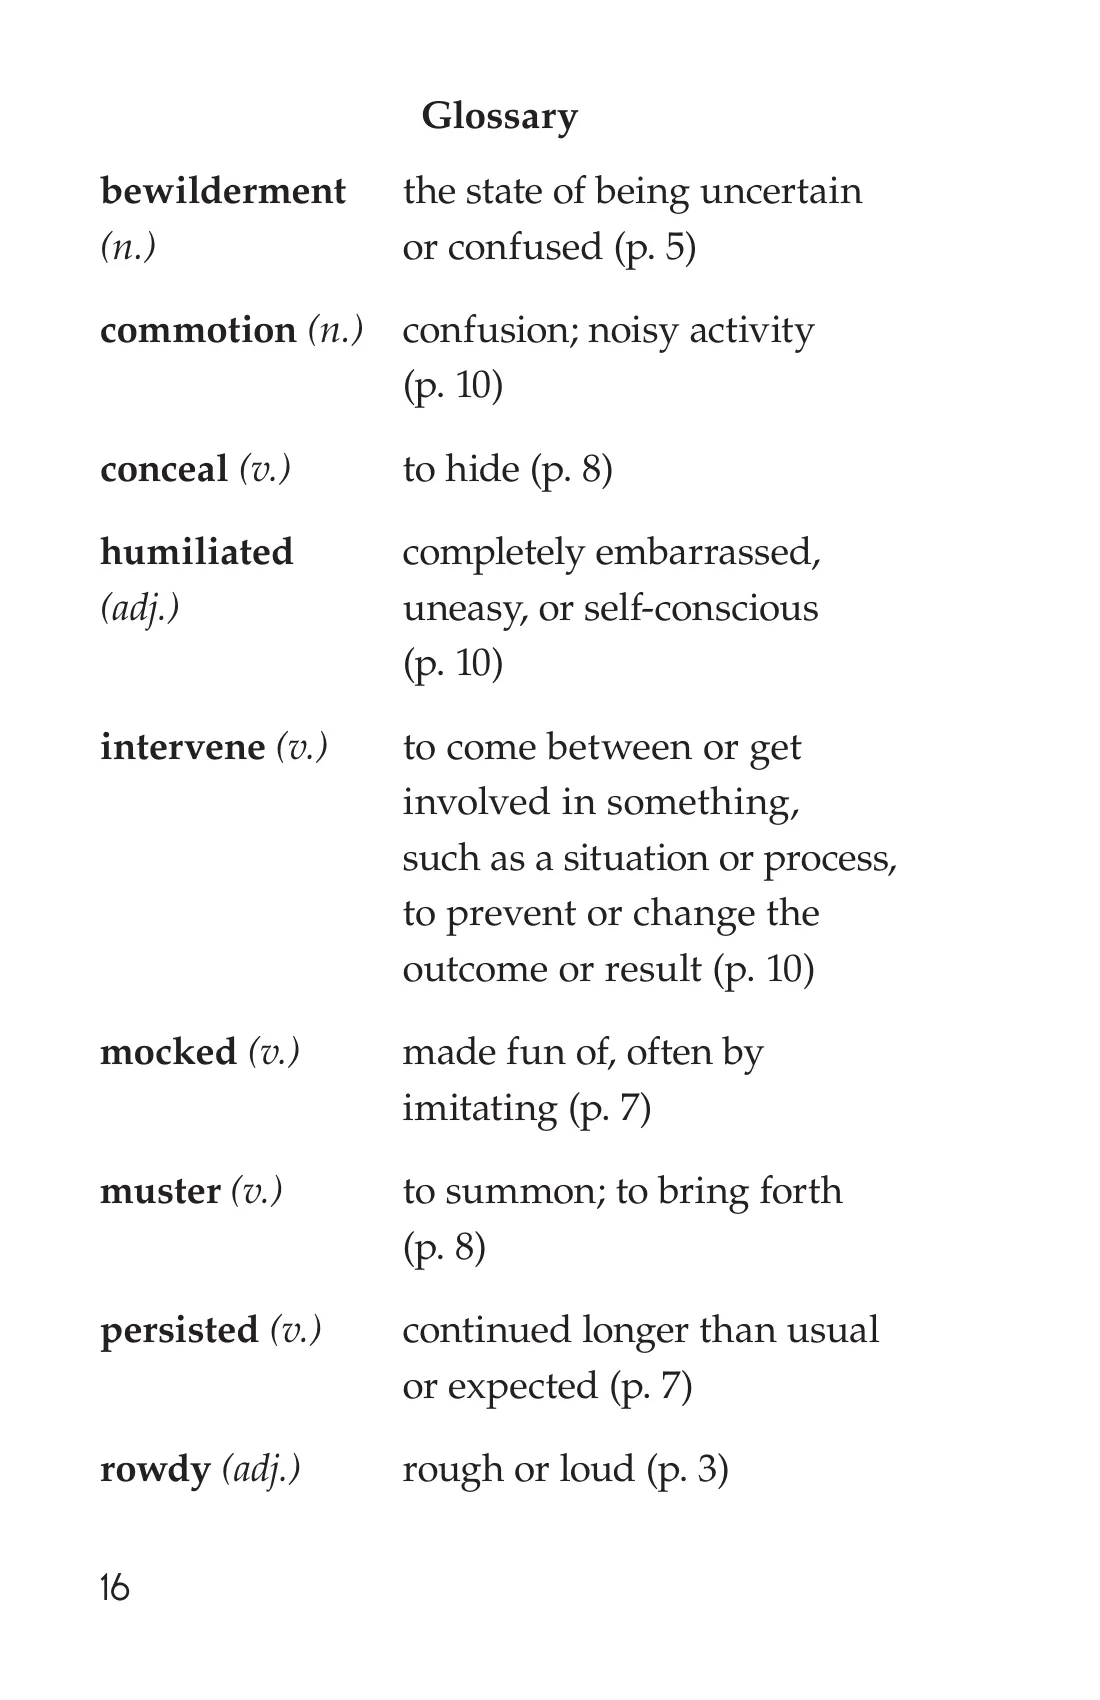 Glossary
bewilderment the state of being uncertain
(n.) or confused (p. 5)
commotion (n.) confusion; noisy activity
(p. 10)
conceal (v.) to hide (p. 8)
humiliated completely embarrassed,
(adj.) uneasy, or self-conscious
(p. 10)
intervene (v.) to come between or get
involved in something,
such as a situation or process,
to prevent or change the
outcome or result (p. 10)
mocked (v.) made fun of, often by
imitating (p. 7)
muster (v.) to summon; to bring forth
(p. 8)
persisted (v.) continued longer than usual
or expected (p. 7)
rowdy (adj.) rough or loud (p. 3)
16